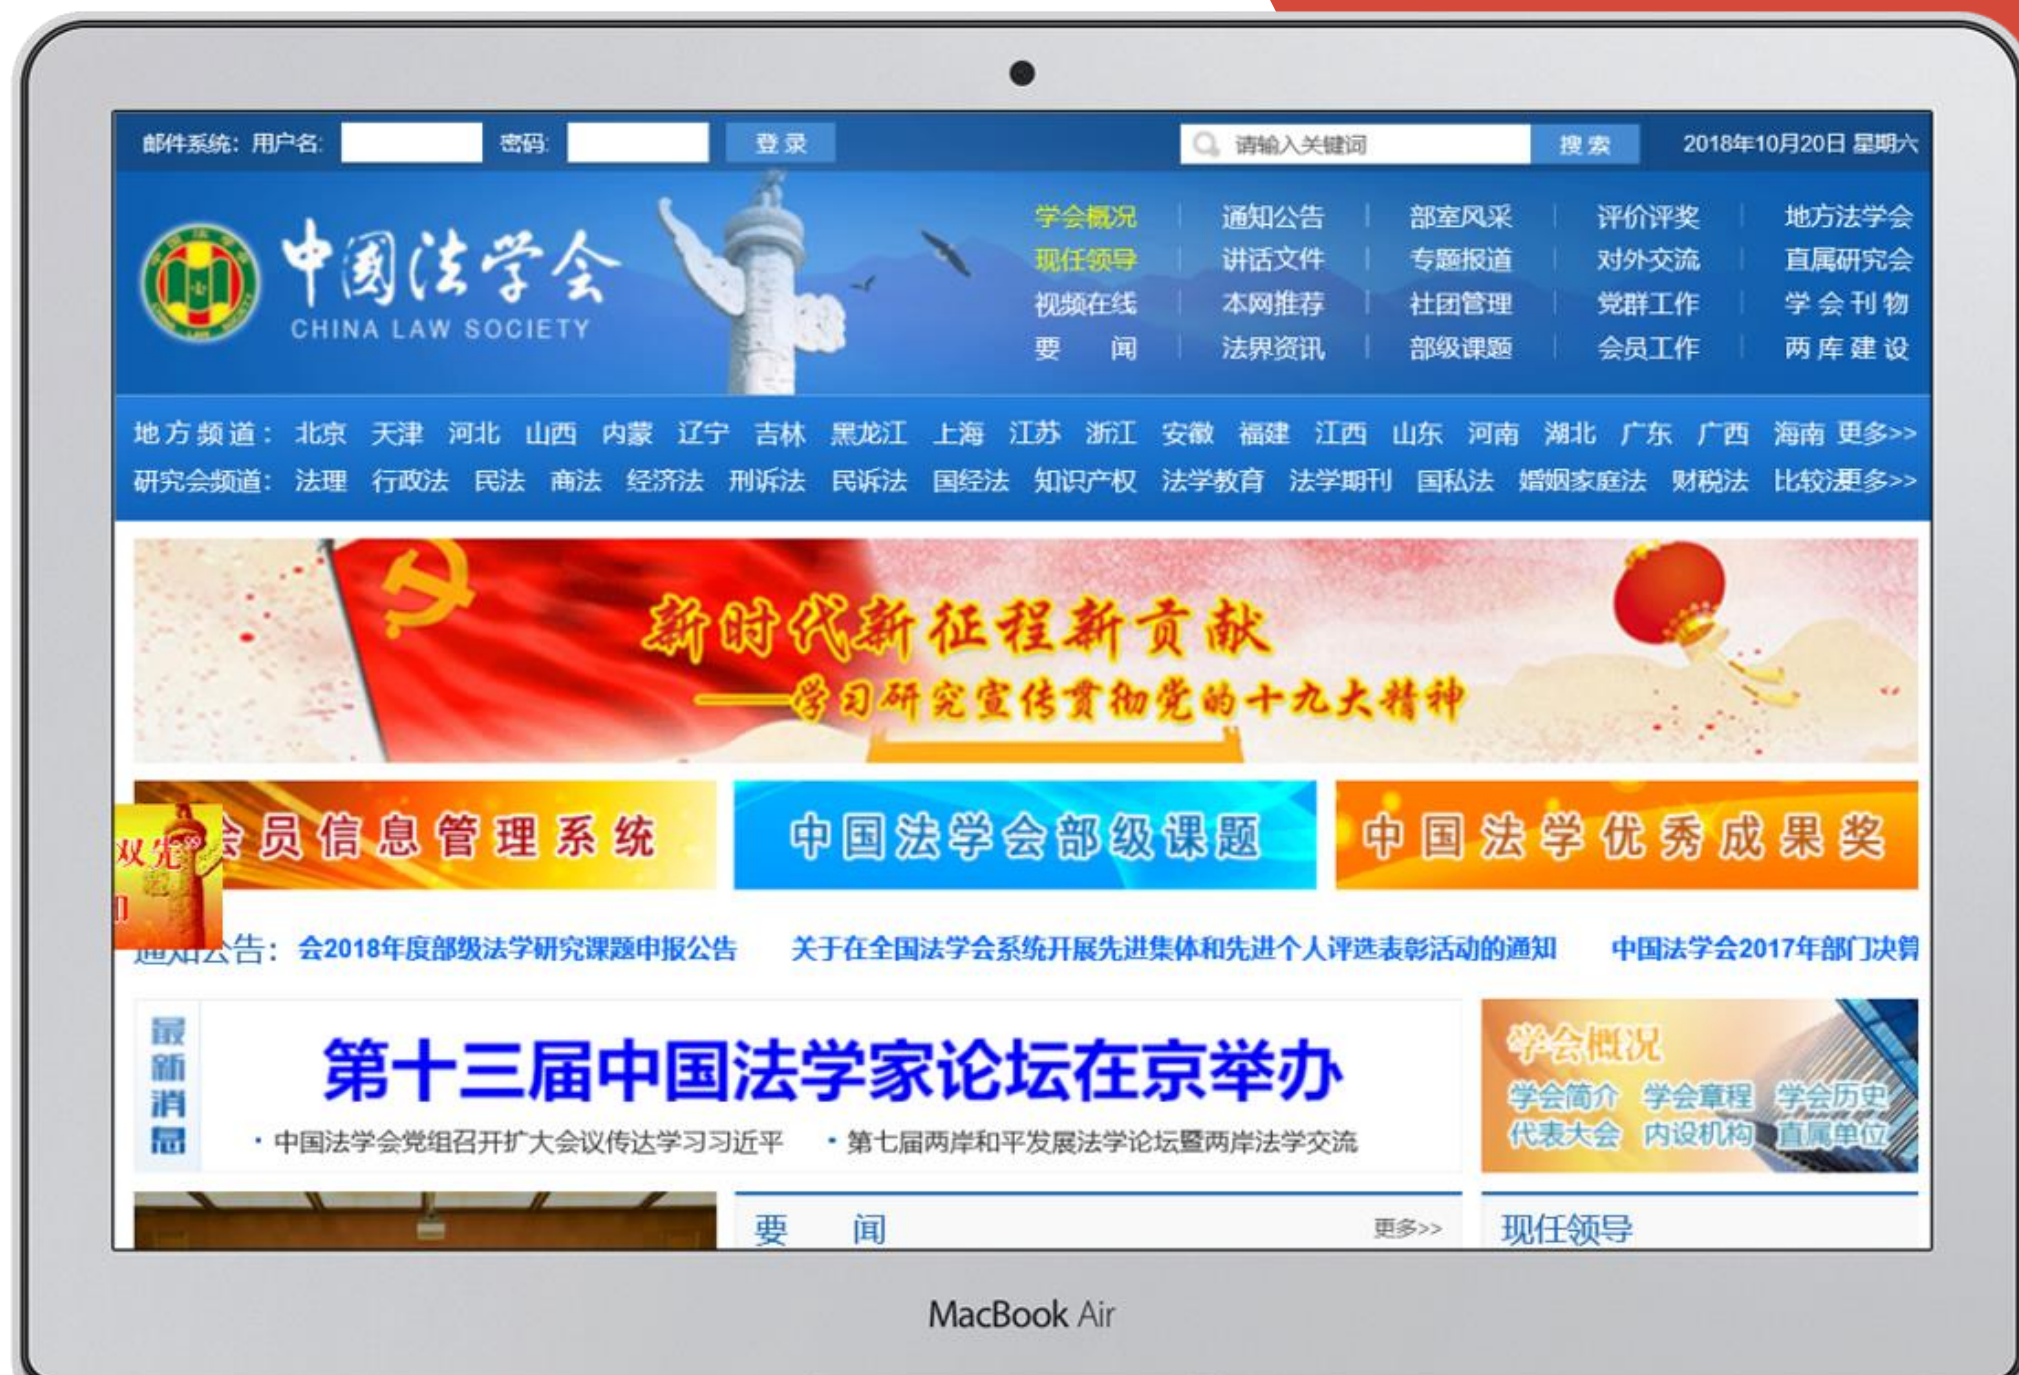 邮件系统：用户名: 密码: 登 录 请输入关键词 搜 索 2018年10月20日 星期六
中国法学会
CHINA LAW SOCIETY
学会概况 通知公告 部室风采 评价评奖 地方法学会
现任领导 讲话文件 专题报道 对外交流 直属研究会
视频在线 本网推荐 社团管理 党群工作 学会刊物
要 闻 法界资讯 部级课题 会员工作 两库建设
地方频道： 北京 天津 河北 山西 内蒙 辽宁 吉林 黑龙江 上海 江苏 浙江 安徽 福建 江西 山东 河南 湖北 广东 广西 海南 更多>>
研究会频道： 法理 行政法 民法 商法 经济法 刑诉法 民诉法 国经法 知识产权 法学教育 法学期刊 国私法 婚姻家庭法 财税法 比较法 更多>>
新时代新征程新贡献
——学习研究宣传贯彻党的十九大精神
会员信息管理系统 中国法学会部级课题 中国法学优秀成果奖
双先”
通知公告： 会2018年度部级法学研究课题申报公告 关于在全国法学会系统开展先进集体和先进个人评选表彰活动的通知 中国法学会2017年部门决算
最新消息
第十三届中国法学家论坛在京举办
· 中国法学会党组召开扩大会议传达学习习近平 · 第七届两岸和平发展法学论坛暨两岸法学交流
学会概况
学会简介 学会章程 学会历史
代表大会 内设机构 直属单位
要 闻 更多>> 现任领导
MacBook Air